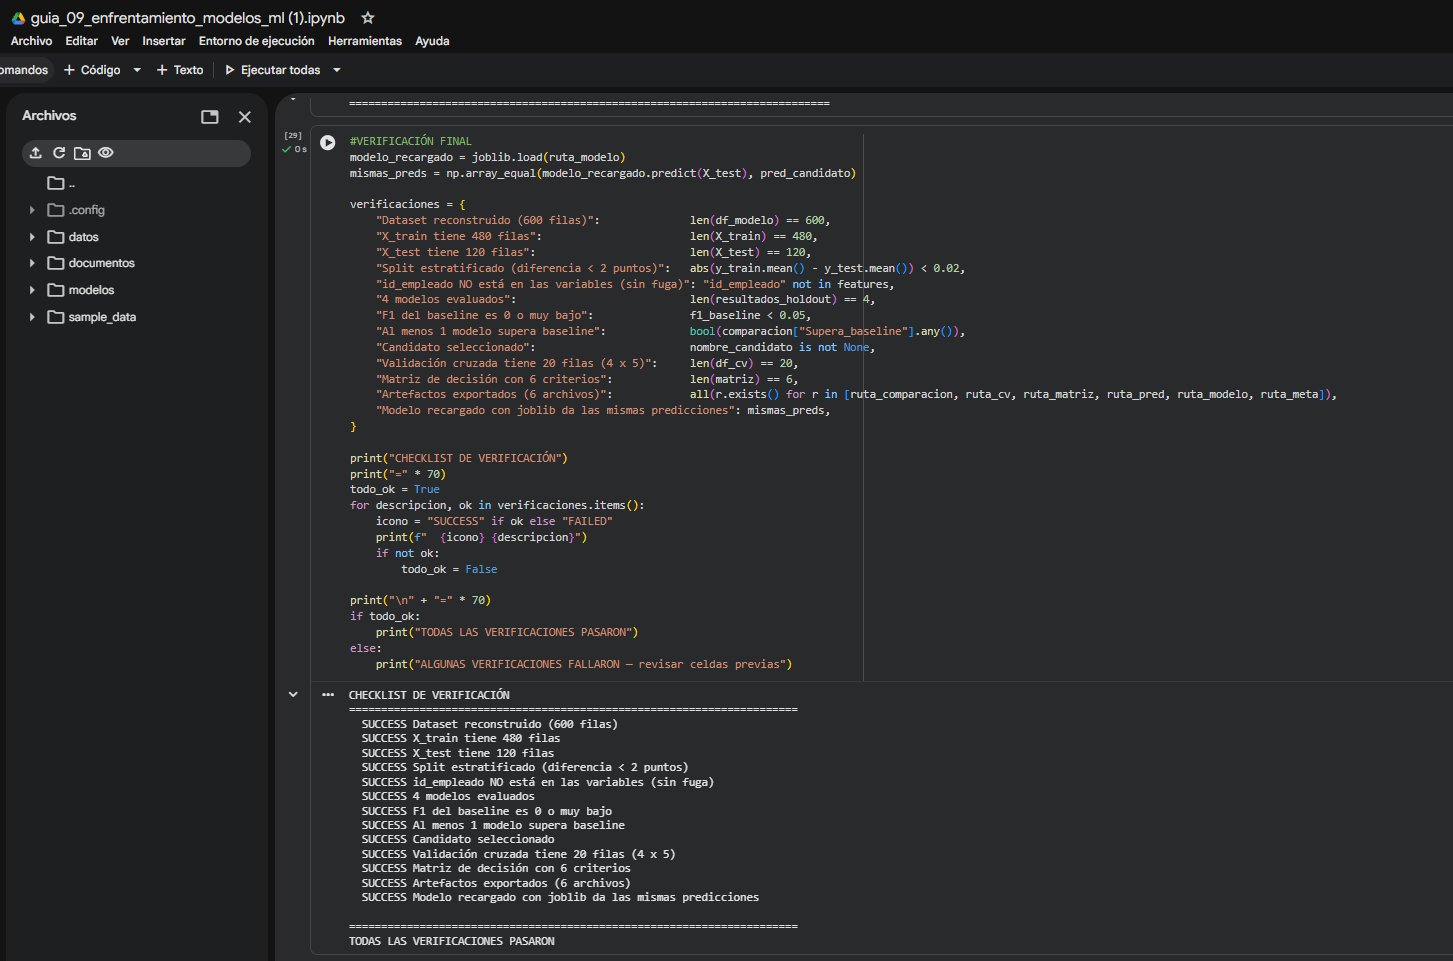 guia_09_enfrentamiento_modelos_ml (1).ipynb
Archivo Editar Ver Insertar Entorno de ejecución Herramientas Ayuda
omandos + Código + Texto Ejecutar todas
Archivos
..
.config
datos
documentos
modelos
sample_data
==========================================================================
[29]
0 s
#VERIFICACIÓN FINAL
modelo_recargado = joblib.load(ruta_modelo)
mismas_preds = np.array_equal(modelo_recargado.predict(X_test), pred_candidato)
verificaciones = {
    "Dataset reconstruido (600 filas)":              len(df_modelo) == 600,
    "X_train tiene 480 filas":                       len(X_train) == 480,
    "X_test tiene 120 filas":                        len(X_test) == 120,
    "Split estratificado (diferencia < 2 puntos)":   abs(y_train.mean() - y_test.mean()) < 0.02,
    "id_empleado NO está en las variables (sin fuga)": "id_empleado" not in features,
    "4 modelos evaluados":                           len(resultados_holdout) == 4,
    "F1 del baseline es 0 o muy bajo":               f1_baseline < 0.05,
    "Al menos 1 modelo supera baseline":             bool(comparacion["Supera_baseline"].any()),
    "Candidato seleccionado":                        nombre_candidato is not None,
    "Validación cruzada tiene 20 filas (4 x 5)":     len(df_cv) == 20,
    "Matriz de decisión con 6 criterios":            len(matriz) == 6,
    "Artefactos exportados (6 archivos)":            all(r.exists() for r in [ruta_comparacion, ruta_cv, ruta_matriz, ruta_pred, ruta_modelo, ruta_meta]),
    "Modelo recargado con joblib da las mismas predicciones": mismas_preds,
}
print("CHECKLIST DE VERIFICACIÓN")
print("=" * 70)
todo_ok = True
for descripcion, ok in verificaciones.items():
    icono = "SUCCESS" if ok else "FAILED"
    print(f"  {icono} {descripcion}")
    if not ok:
        todo_ok = False
print("\n" + "=" * 70)
if todo_ok:
    print("TODAS LAS VERIFICACIONES PASARON")
else:
    print("ALGUNAS VERIFICACIONES FALLARON — revisar celdas previas")
CHECKLIST DE VERIFICACIÓN
======================================================================
  SUCCESS Dataset reconstruido (600 filas)
  SUCCESS X_train tiene 480 filas
  SUCCESS X_test tiene 120 filas
  SUCCESS Split estratificado (diferencia < 2 puntos)
  SUCCESS id_empleado NO está en las variables (sin fuga)
  SUCCESS 4 modelos evaluados
  SUCCESS F1 del baseline es 0 o muy bajo
  SUCCESS Al menos 1 modelo supera baseline
  SUCCESS Candidato seleccionado
  SUCCESS Validación cruzada tiene 20 filas (4 x 5)
  SUCCESS Matriz de decisión con 6 criterios
  SUCCESS Artefactos exportados (6 archivos)
  SUCCESS Modelo recargado con joblib da las mismas predicciones
======================================================================
TODAS LAS VERIFICACIONES PASARON